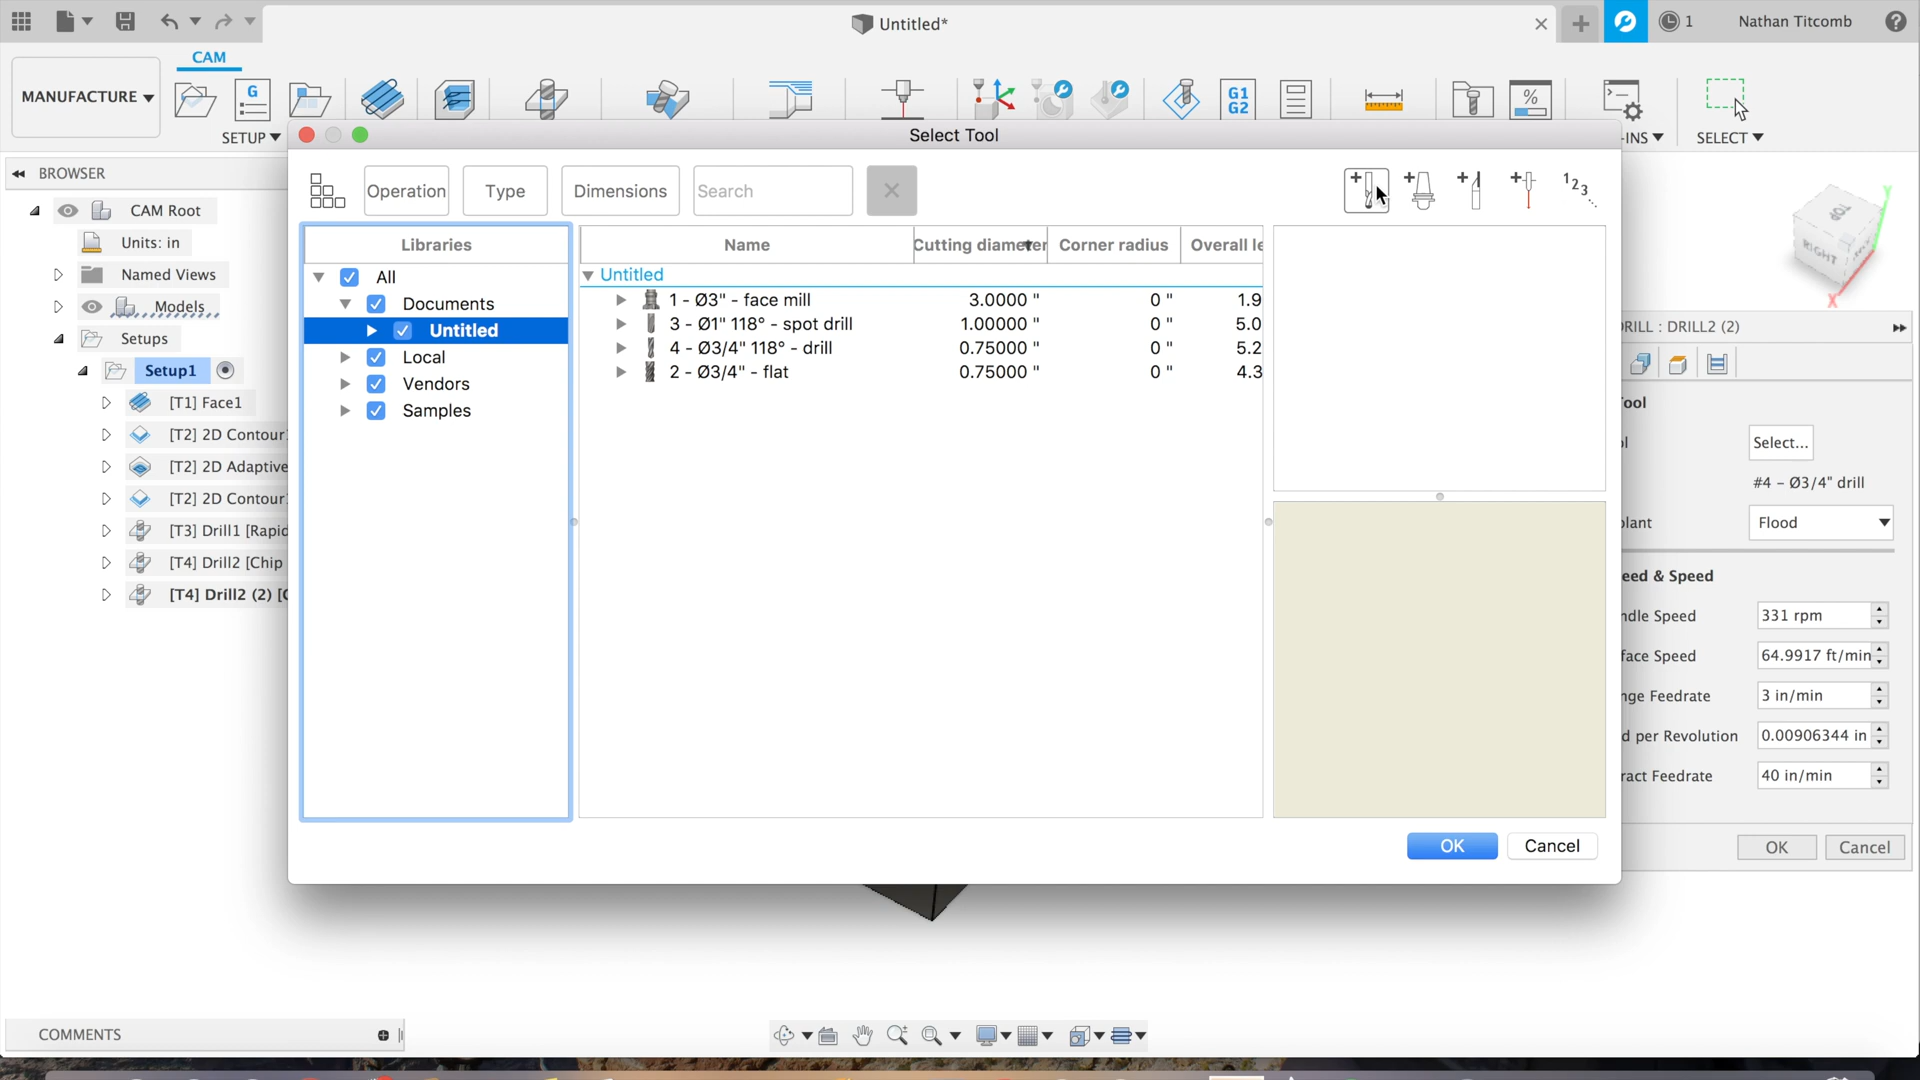 Untitled*
1
Nathan Titcomb
CAM
MANUFACTURE
G
G1
G2
%
SETUP
-INS
SELECT
Select Tool
BROWSER
CAM Root
Units: in
Named Views
Models
Setups
Setup1
[T1] Face1
[T2] 2D Contour
[T2] 2D Adaptive
[T2] 2D Contour
[T3] Drill1 [Rapid
[T4] Drill2 [Chip
[T4] Drill2 (2) [C
Operation
Type
Dimensions
Search
123
Libraries
All
Documents
Untitled
Local
Vendors
Samples
Name
Cutting diameter
Corner radius
Overall le
Untitled
1 - Ø3" - face mill 3.0000 " 0 " 1.9
3 - Ø1" 118° - spot drill 1.00000 " 0 " 5.0
4 - Ø3/4" 118° - drill 0.75000 " 0 " 5.2
2 - Ø3/4" - flat 0.75000 " 0 " 4.3
OK
Cancel
TOP
RIGHT
Y
X
RILL : DRILL2 (2)
ool
Select...
#4 - Ø3/4" drill
lant Flood
eed & Speed
ndle Speed 331 rpm
face Speed 64.9917 ft/min
nge Feedrate 3 in/min
d per Revolution 0.00906344 in
ract Feedrate 40 in/min
OK
Cancel
COMMENTS